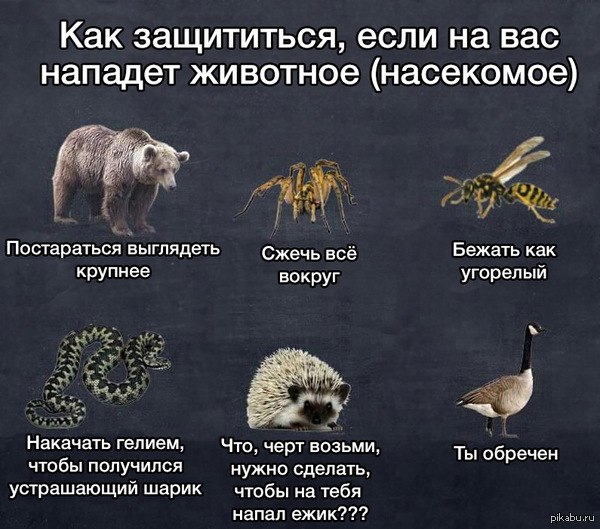 Как защититься, если на вас
нападет животное (насекомое)
Постараться выглядеть
крупнее
Сжечь всё
вокруг
Бежать как
угорелый
Накачать гелием,
чтобы получился
устрашающий шарик
Что, черт возьми,
нужно сделать,
чтобы на тебя
напал ежик???
Ты обречен
pikabu.ru